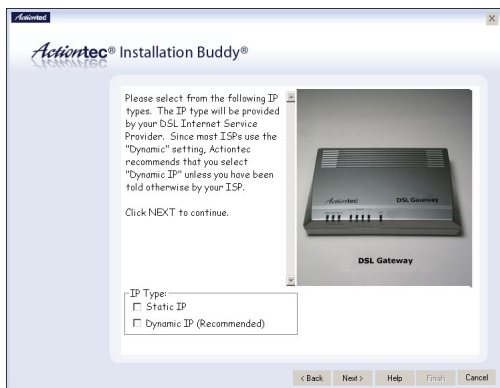 Actiontec
Actiontec® Installation Buddy®
Please select from the following IP
types. The IP type will be provided
by your DSL Internet Service
Provider. Since most ISPs use the
"Dynamic" setting, Actiontec
recommends that you select
"Dynamic IP" unless you have been
told otherwise by your ISP.
Click NEXT to continue.
Actiontec DSL Gateway
DSL Gateway
IP Type:
Static IP
Dynamic IP (Recommended)
< Back Next > Help Finish Cancel